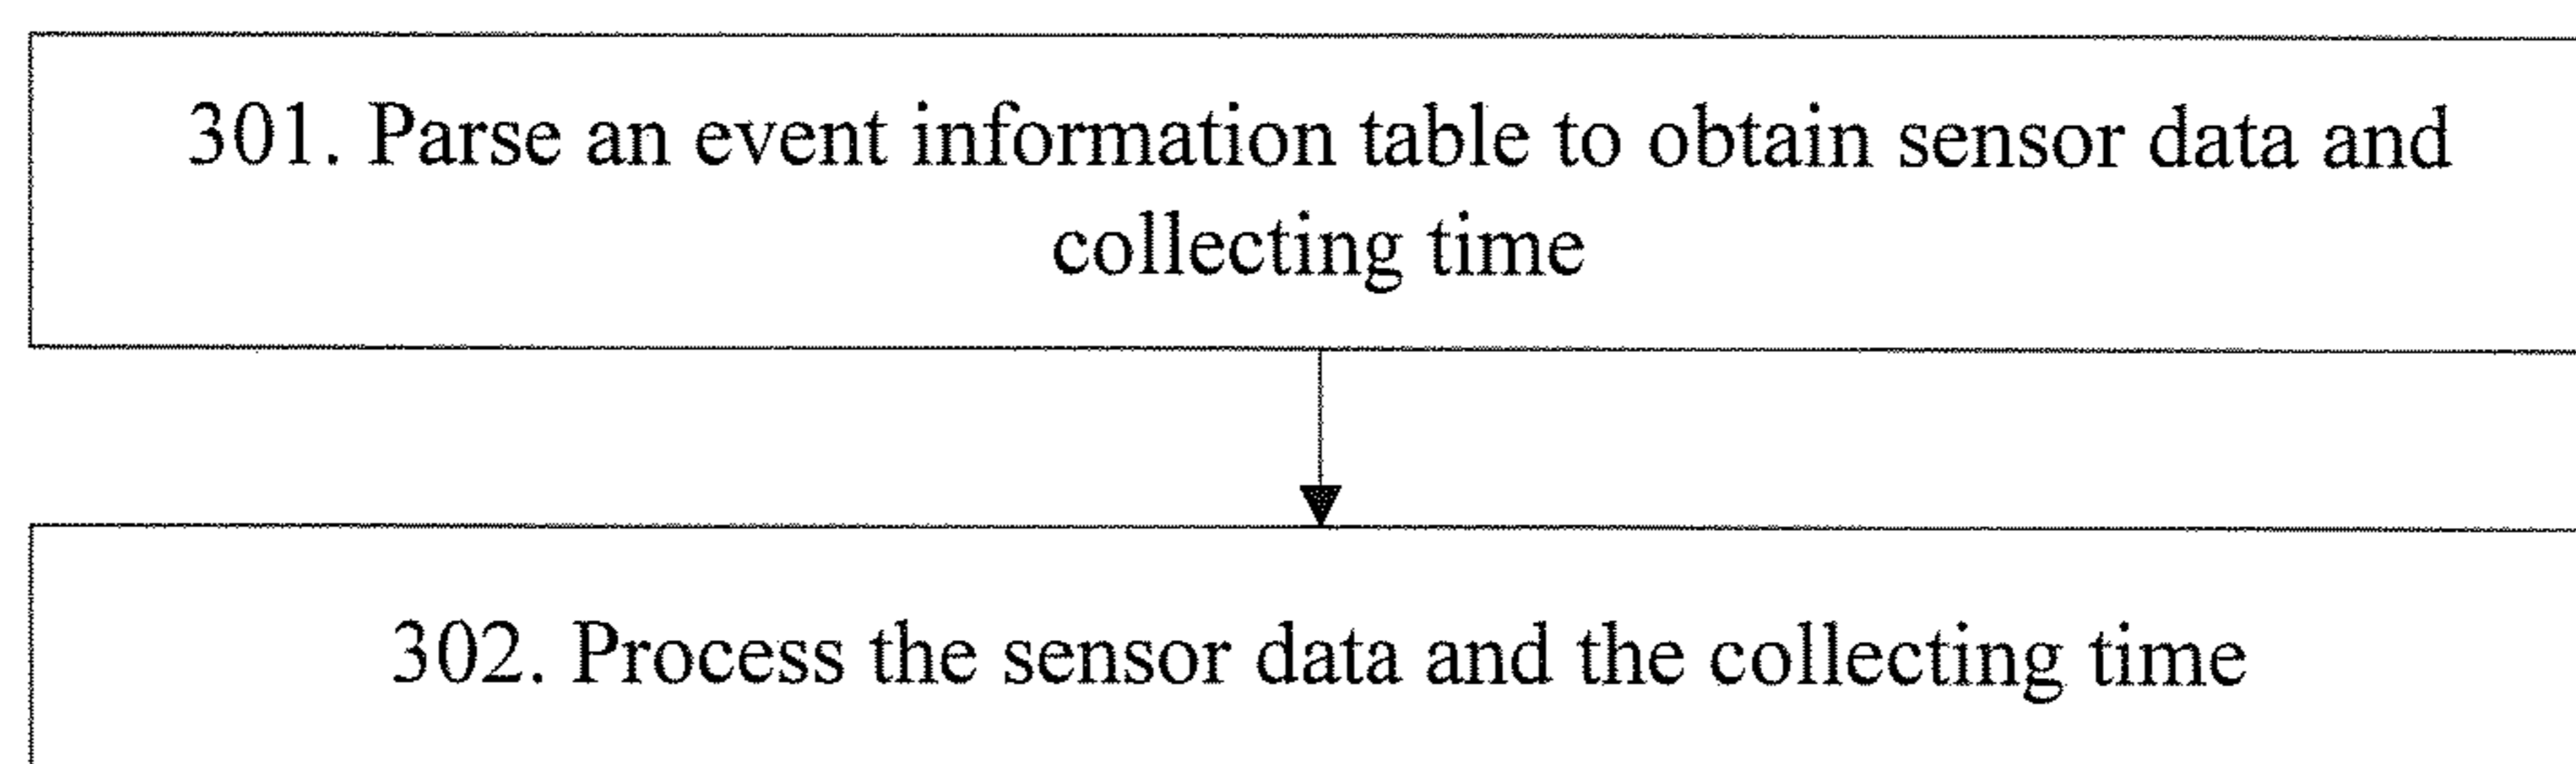 301. Parse an event information table to obtain sensor data and
collecting time
302. Process the sensor data and the collecting time